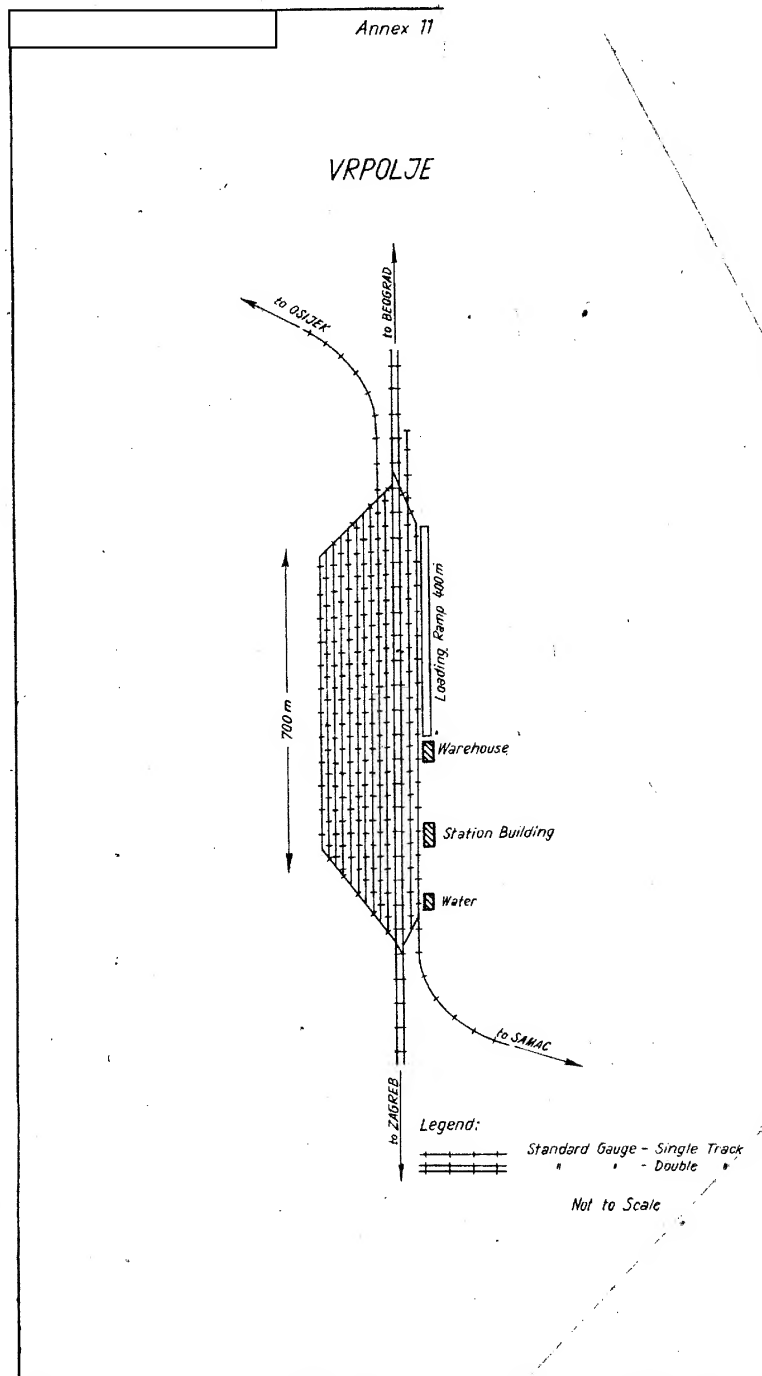 Annex 11
VRPOLJE
to OSIJEK
to BEOGRAD
700 m
Loading Ramp 400 m
Warehouse
Station Building
Water
to SAMAC
to ZAGREB
Legend:
Standard Gauge - Single Track
" " - Double "
Not to Scale